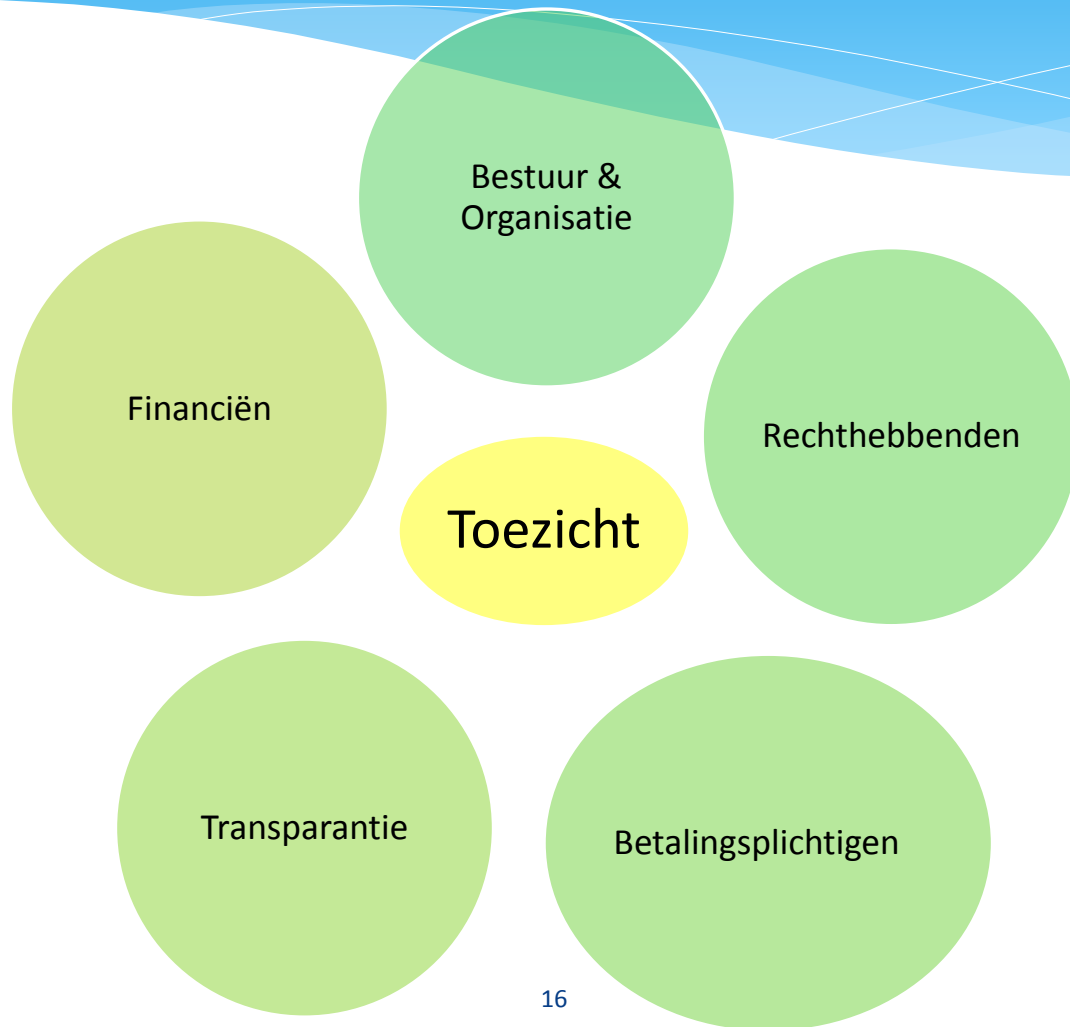 Bestuur &
Organisatie
Financiën
Rechthebbenden
Toezicht
Transparantie
Betalingsplichtigen
16